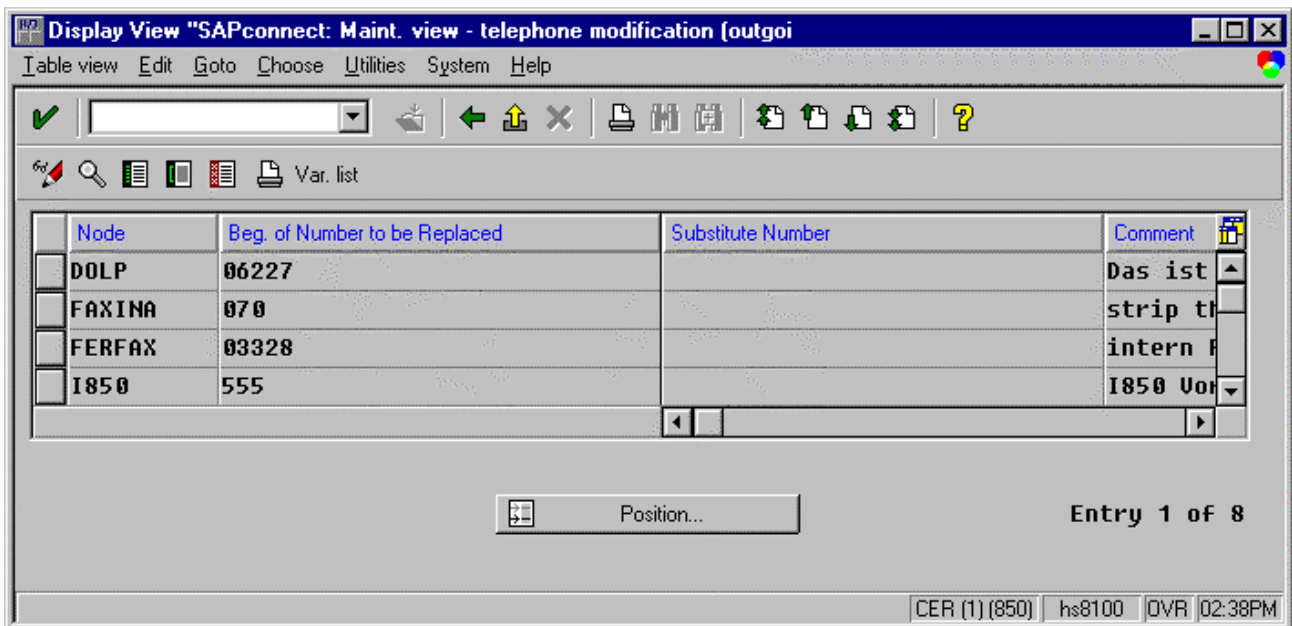 Display View "SAPconnect: Maint. view - telephone modification (outgoi
Table view Edit Goto Choose Utilities System Help
Var. list
Node Beg. of Number to be Replaced Substitute Number Comment
DOLP 06227 Das ist
FAXINA 070 strip th
FERFAX 03328 intern F
I850 555 I850 Vor
Position... Entry 1 of 8
CER (1) (850) hs8100 OVR 02:38PM